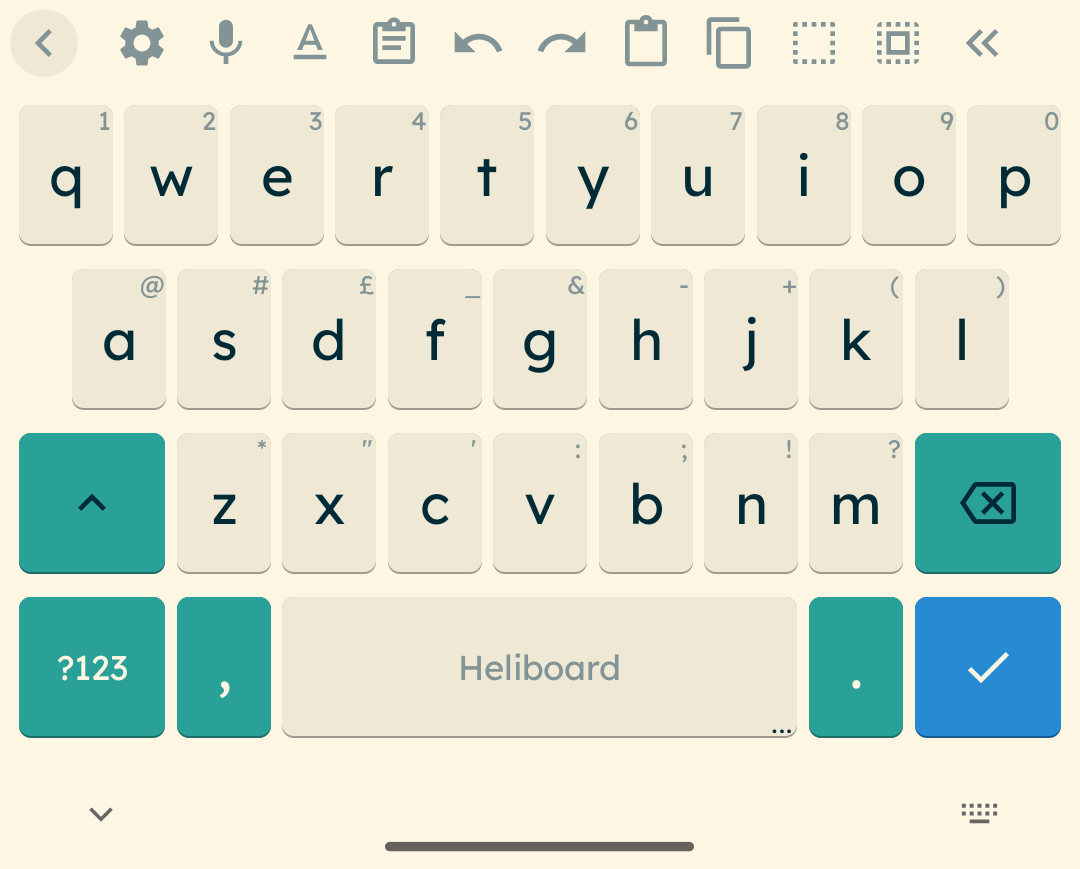 A
1 2 3 4 5 6 7 8 9 0
q w e r t y u i o p
@ # £ _ & - + ( )
a s d f g h j k l
* " ' : ; ! ?
z x c v b n m
?123 , Heliboard . 
...